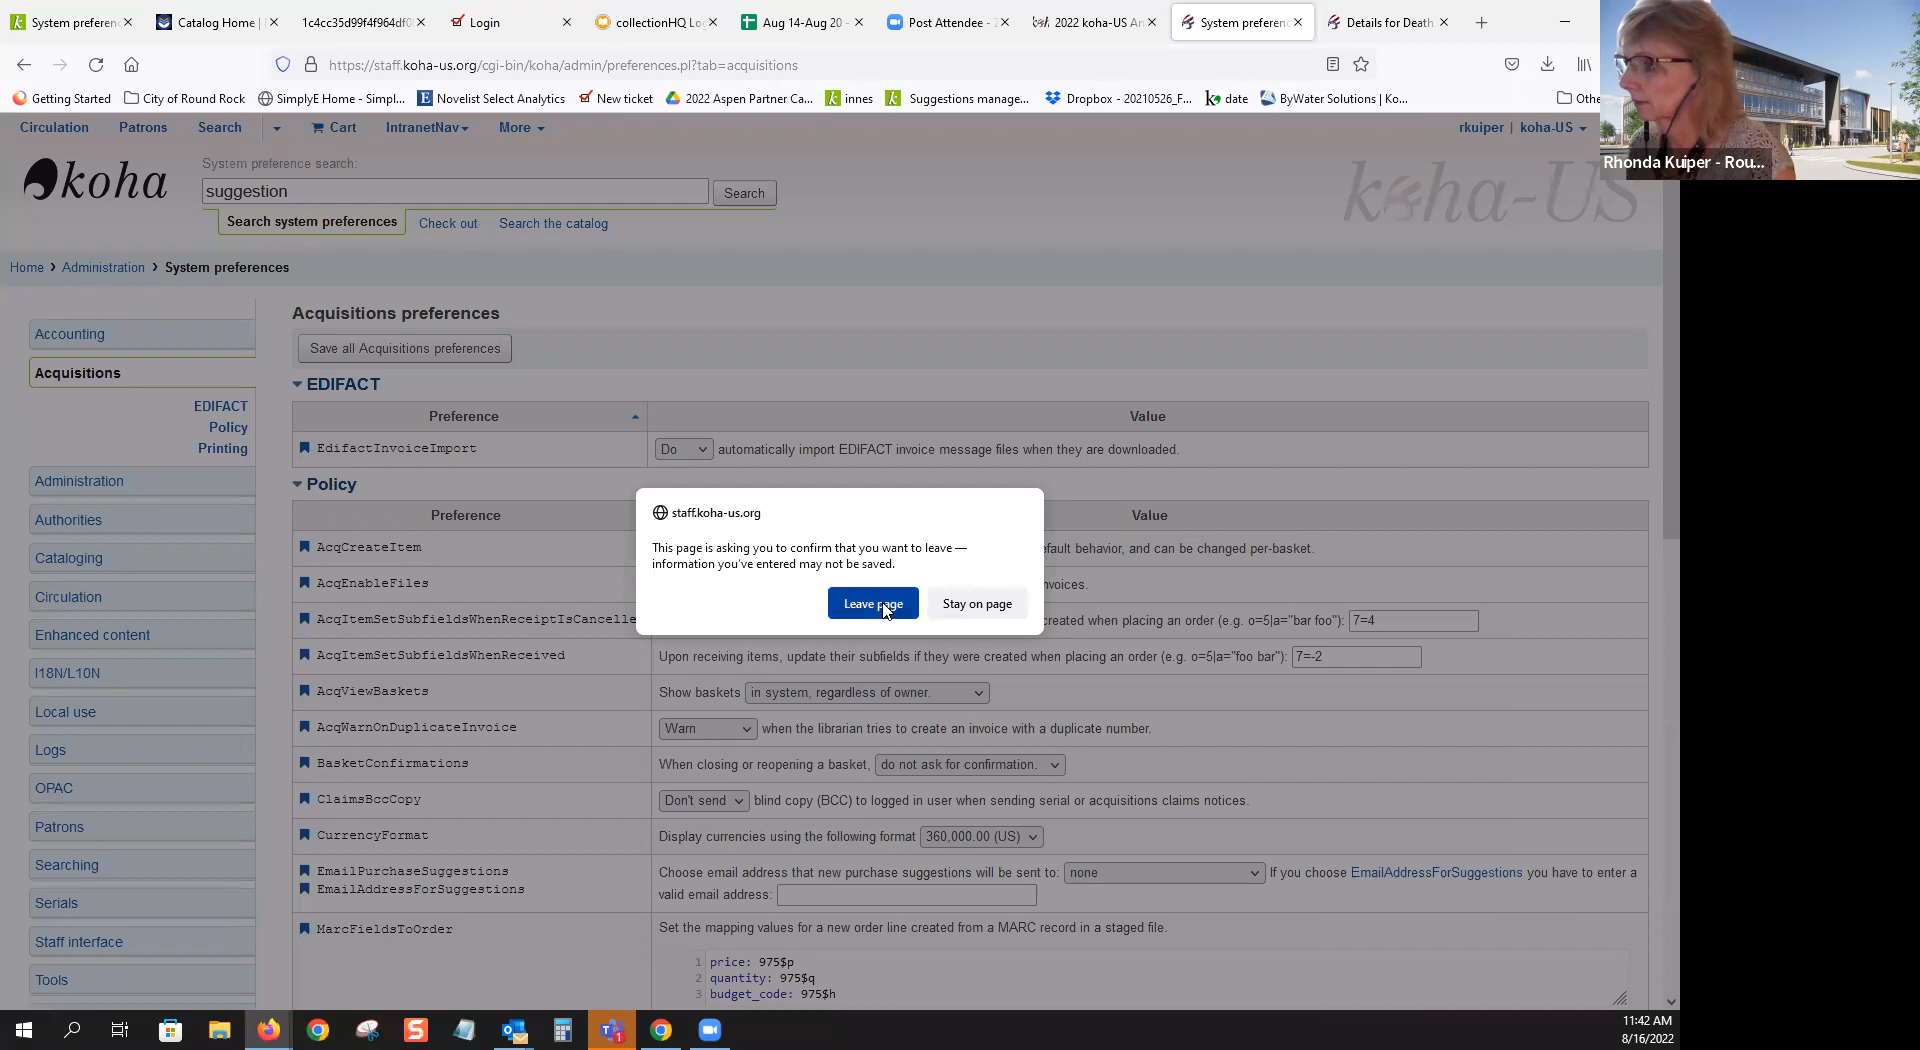 System preferenc
Catalog Home |
1c4cc35d99f4f964df0
Login
collectionHQ Log
Aug 14-Aug 20 -
Post Attendee - Z
2022 koha-US An
System preferenc
Details for Death
https://staff.koha-us.org/cgi-bin/koha/admin/preferences.pl?tab=acquisitions
Getting Started
City of Round Rock
SimplyE Home - Simpl...
Novelist Select Analytics
New ticket
2022 Aspen Partner Ca...
innes
Suggestions manage...
Dropbox - 20210526_F...
date
ByWater Solutions | Ko...
Othe
Rhonda Kuiper - Rou...
Circulation
Patrons
Search
Cart
IntranetNav
More
rkuiper | koha-US
koha
System preference search:
suggestion
Search
koha-US
Search system preferences
Check out
Search the catalog
Home > Administration > System preferences
Accounting
Acquisitions
EDIFACT
Policy
Printing
Administration
Authorities
Cataloging
Circulation
Enhanced content
I18N/L10N
Local use
Logs
OPAC
Patrons
Searching
Serials
Staff interface
Tools
Acquisitions preferences
Save all Acquisitions preferences
EDIFACT
Preference
Value
EdifactInvoiceImport
Do automatically import EDIFACT invoice message files when they are downloaded.
Policy
Preference
Value
AcqCreateItem
efault behavior, and can be changed per-basket.
AcqEnableFiles
nvoices.
AcqItemSetSubfieldsWhenReceiptIsCancelle
created when placing an order (e.g. o=5|a="bar foo"): 7=4
AcqItemSetSubfieldsWhenReceived
Upon receiving items, update their subfields if they were created when placing an order (e.g. o=5|a="foo bar"): 7=-2
AcqViewBaskets
Show baskets in system, regardless of owner.
AcqWarnOnDuplicateInvoice
Warn when the librarian tries to create an invoice with a duplicate number.
BasketConfirmations
When closing or reopening a basket, do not ask for confirmation.
ClaimsBccCopy
Don't send blind copy (BCC) to logged in user when sending serial or acquisitions claims notices.
CurrencyFormat
Display currencies using the following format 360,000.00 (US)
EmailPurchaseSuggestions
EmailAddressForSuggestions
Choose email address that new purchase suggestions will be sent to: none If you choose EmailAddressForSuggestions you have to enter a
valid email address:
MarcFieldsToOrder
Set the mapping values for a new order line created from a MARC record in a staged file.
1 price: 975$p
2 quantity: 975$q
3 budget_code: 975$h
staff.koha-us.org
This page is asking you to confirm that you want to leave —
information you've entered may not be saved.
Leave page
Stay on page
1
11:42 AM
8/16/2022